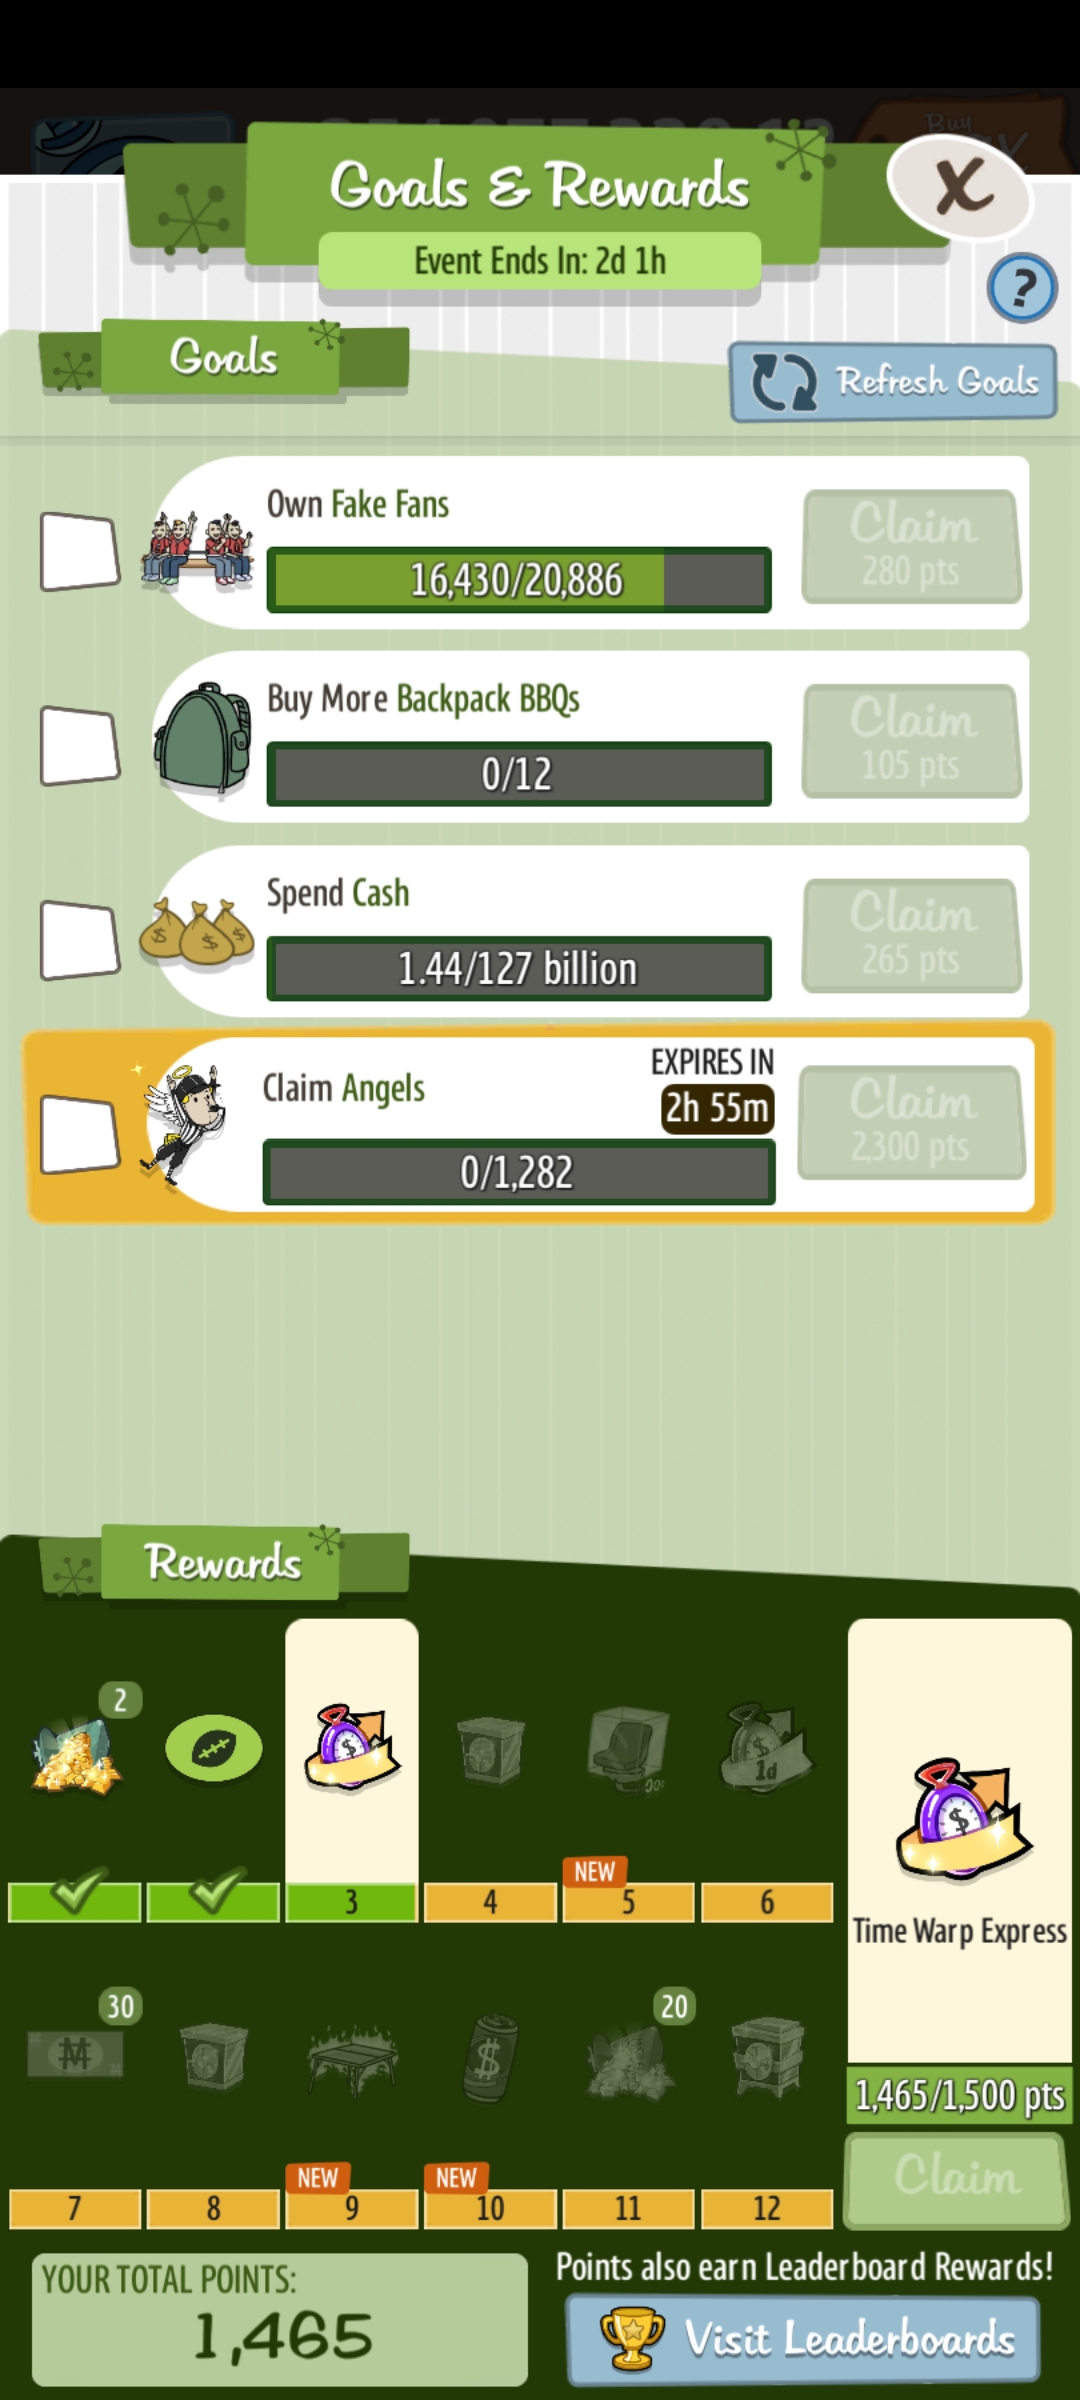 Buy
Goals & Rewards
X
Event Ends In: 2d 1h
?
Goals
Refresh Goals
Own Fake Fans
16,430/20,886
Claim
280 pts
Buy More Backpack BBQs
0/12
Claim
105 pts
Spend Cash
1.44/127 billion
Claim
265 pts
Claim Angels
EXPIRES IN
2h 55m
0/1,282
Claim
2,300 pts
Rewards
2
1d
NEW
3
4
5
6
Time Warp Express
30
20
1,465/1,500 pts
NEW
NEW
7
8
9
10
11
12
Claim
YOUR TOTAL POINTS:
1,465
Points also earn Leaderboard Rewards!
Visit Leaderboards